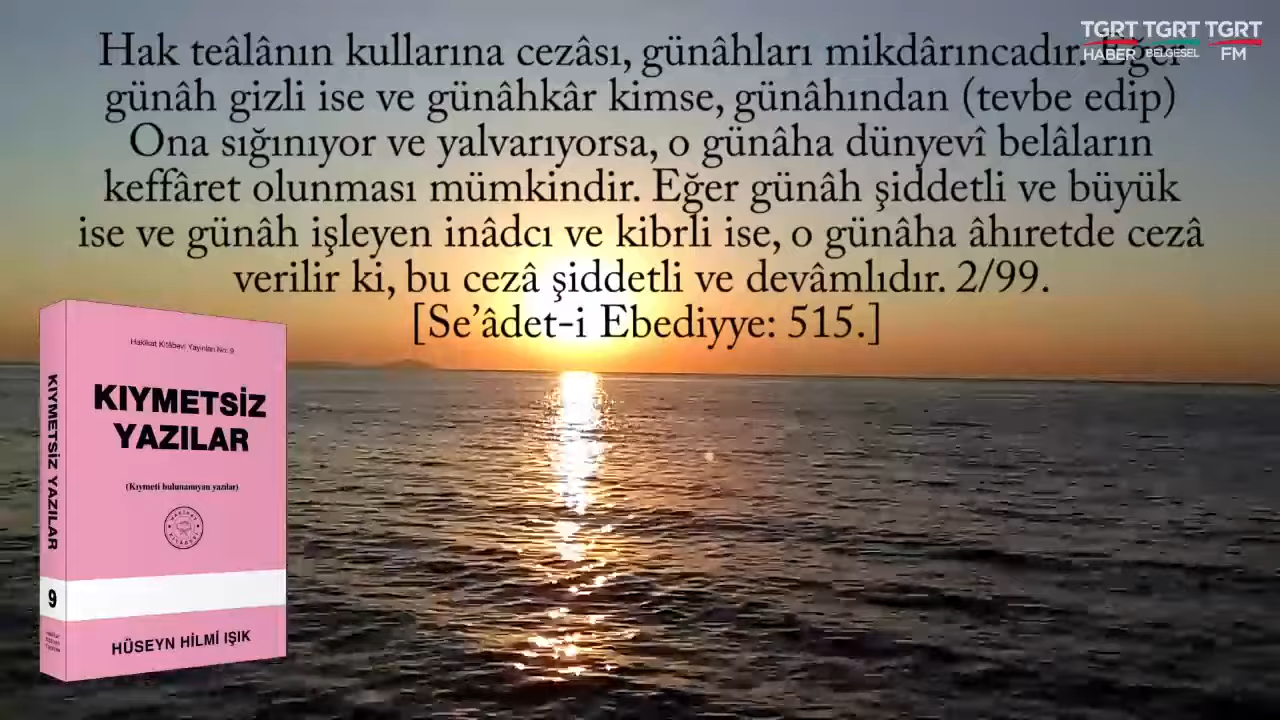 TGRT TGRT TGRT
HABER BELGESEL FM
Hak teâlânın kullarına cezâsı, günâhları mikdârıncadır. Eğer
günâh gizli ise ve günâhkâr kimse, günâhından (tevbe edip)
Ona sığınıyor ve yalvarıyorsa, o günâha dünyevî belâların
keffâret olunması mümkindir. Eğer günâh şiddetli ve büyük
ise ve günâh işleyen inâdcı ve kibrli ise, o günâha âhıretde cezâ
verilir ki, bu cezâ şiddetli ve devâmlıdır. 2/99.
[Se’âdet-i Ebediyye: 515.]
Hakîkat Kitâbevi Yayınları No: 9
KIYMETSİZ
YAZILAR
(Kıymeti bulunamıyan yazılar)
HÜSEYN HİLMİ IŞIK
KIYMETSİZ YAZILAR
9